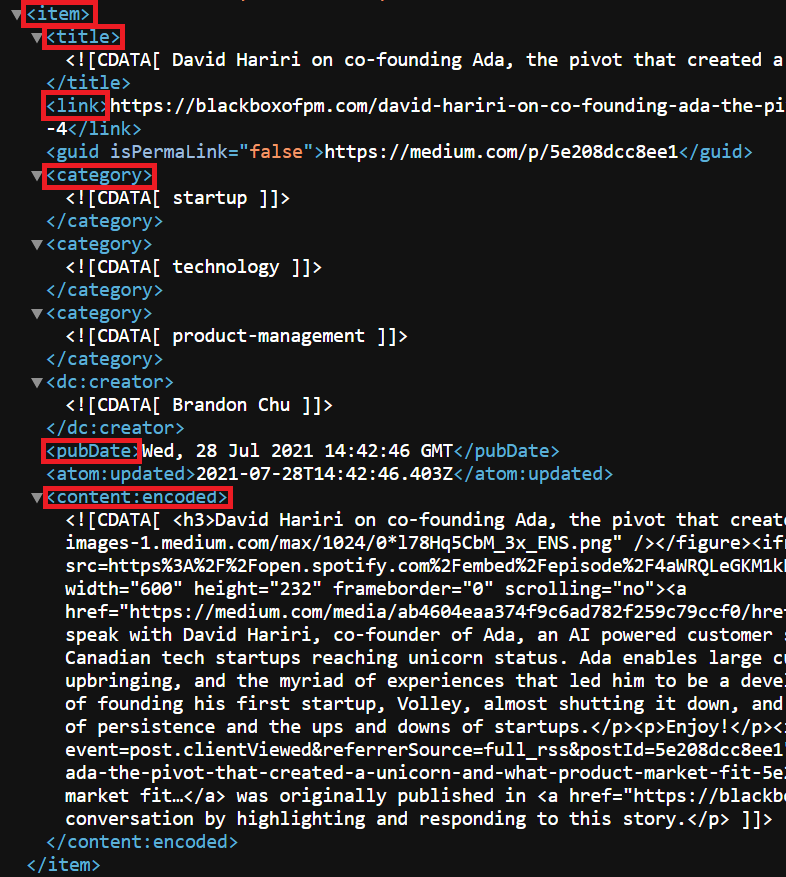 <item>
<title>
<![CDATA[ David Hariri on co-founding Ada, the pivot that created a
</title>
<link>https://blackboxofpm.com/david-hariri-on-co-founding-ada-the-pi
-4</link>
<guid isPermaLink="false">https://medium.com/p/5e208dcc8ee1</guid>
<category>
<![CDATA[ startup ]]>
</category>
<category>
<![CDATA[ technology ]]>
</category>
<category>
<![CDATA[ product-management ]]>
</category>
<dc:creator>
<![CDATA[ Brandon Chu ]]>
</dc:creator>
<pubDate>Wed, 28 Jul 2021 14:42:46 GMT</pubDate>
<atom:updated>2021-07-28T14:42:46.403Z</atom:updated>
<content:encoded>
<![CDATA[ <h3>David Hariri on co-founding Ada, the pivot that creat
images-1.medium.com/max/1024/0*l78Hq5CbM_3x_ENS.png" /></figure><if
src=https%3A%2F%2Fopen.spotify.com%2Fembed%2Fepisode%2F4aWRQLeGKM1k
width="600" height="232" frameborder="0" scrolling="no"><a
href="https://medium.com/media/ab4604eaa374f9c6ad782f259c79ccf0/hre
speak with David Hariri, co-founder of Ada, an AI powered customer s
Canadian tech startups reaching unicorn status. Ada enables large cu
upbringing, and the myriad of experiences that led him to be a deve
of founding his first startup, Volley, almost shutting it down, and
of persistence and the ups and downs of startups.</p><p>Enjoy!</p><i
event=post.clientViewed&referrerSource=full_rss&postId=5e208dcc8ee1"
ada-the-pivot-that-created-a-unicorn-and-what-product-market-fit-5e2
market fit…</a> was originally published in <a href="https://blackb
conversation by highlighting and responding to this story.</p> ]]>
</content:encoded>
</item>